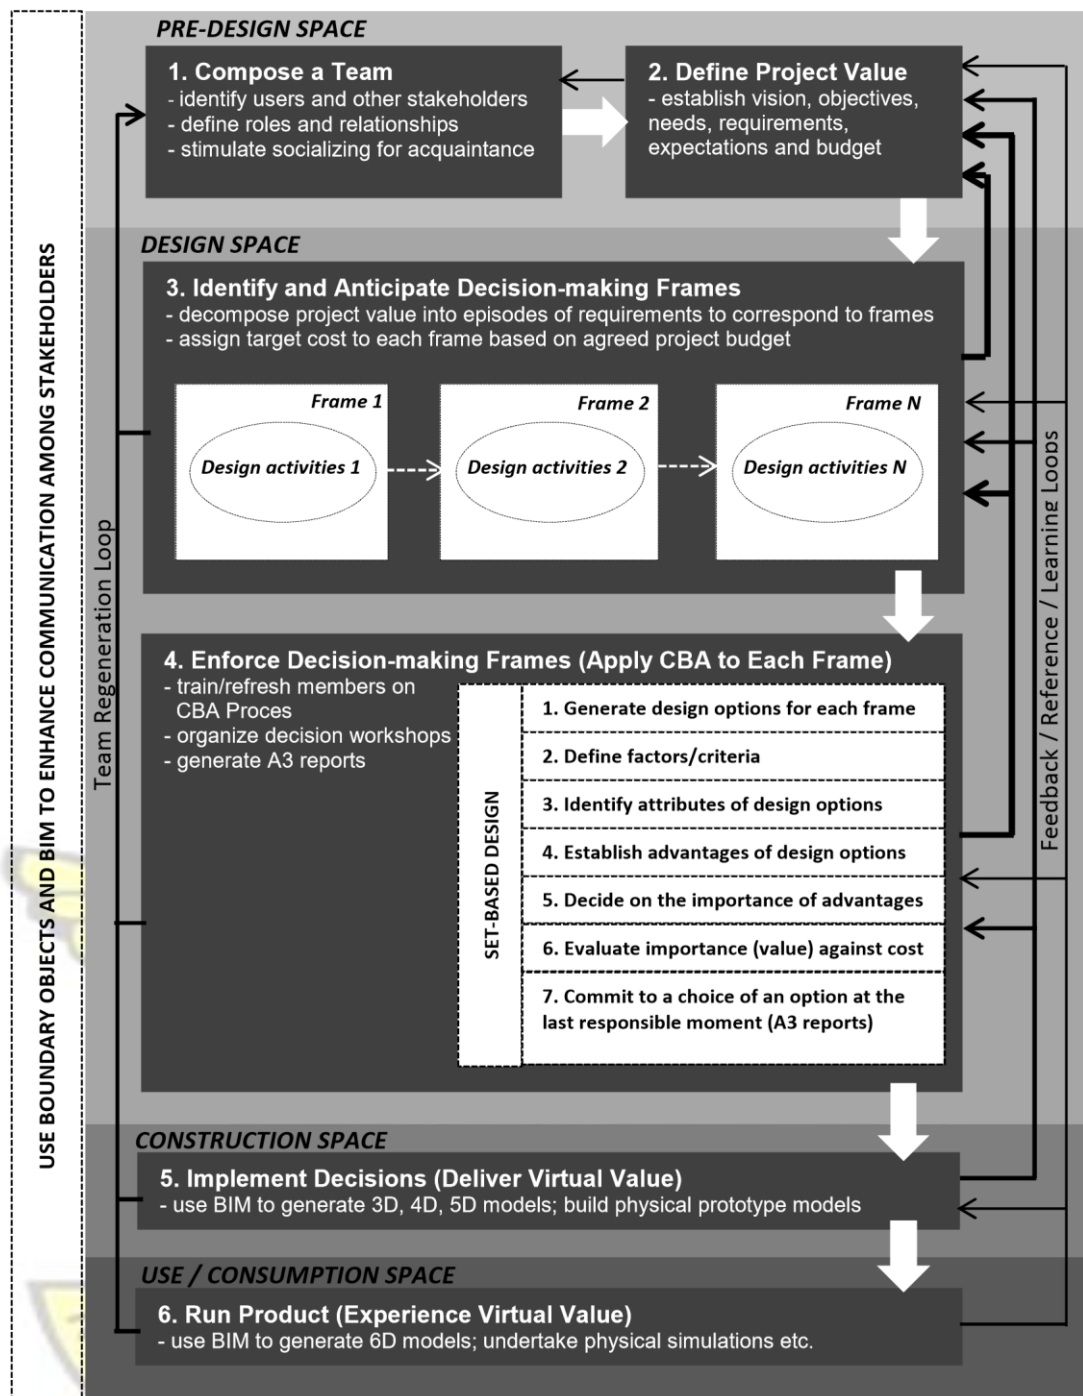 USE BOUNDARY OBJECTS AND BIM TO ENHANCE COMMUNICATION AMONG STAKEHOLDERS
PRE-DESIGN SPACE
1. Compose a Team
- identify users and other stakeholders
- define roles and relationships
- stimulate socializing for acquaintance
2. Define Project Value
- establish vision, objectives,
needs, requirements,
expectations and budget
DESIGN SPACE
3. Identify and Anticipate Decision-making Frames
- decompose project value into episodes of requirements to correspond to frames
- assign target cost to each frame based on agreed project budget
Frame 1
Design activities 1
Frame 2
Design activities 2
Frame N
Design activities N
Team Regeneration Loop
Feedback / Reference / Learning Loobs
4. Enforce Decision-making Frames (Apply CBA to Each Frame)
- train/refresh members on
CBA Proces
- organize decision workshops
- generate A3 reports
SET-BASED DESIGN
1. Generate design options for each frame
2. Define factors/criteria
3. Identify attributes of design options
4. Establish advantages of design options
5. Decide on the importance of advantages
6. Evaluate importance (value) against cost
7. Commit to a choice of an option at the
last responsible moment (A3 reports)
CONSTRUCTION SPACE
5. Implement Decisions (Deliver Virtual Value)
- use BIM to generate 3D, 4D, 5D models; build physical prototype models
USE / CONSUMPTION SPACE
6. Run Product (Experience Virtual Value)
- use BIM to generate 6D models; undertake physical simulations etc.